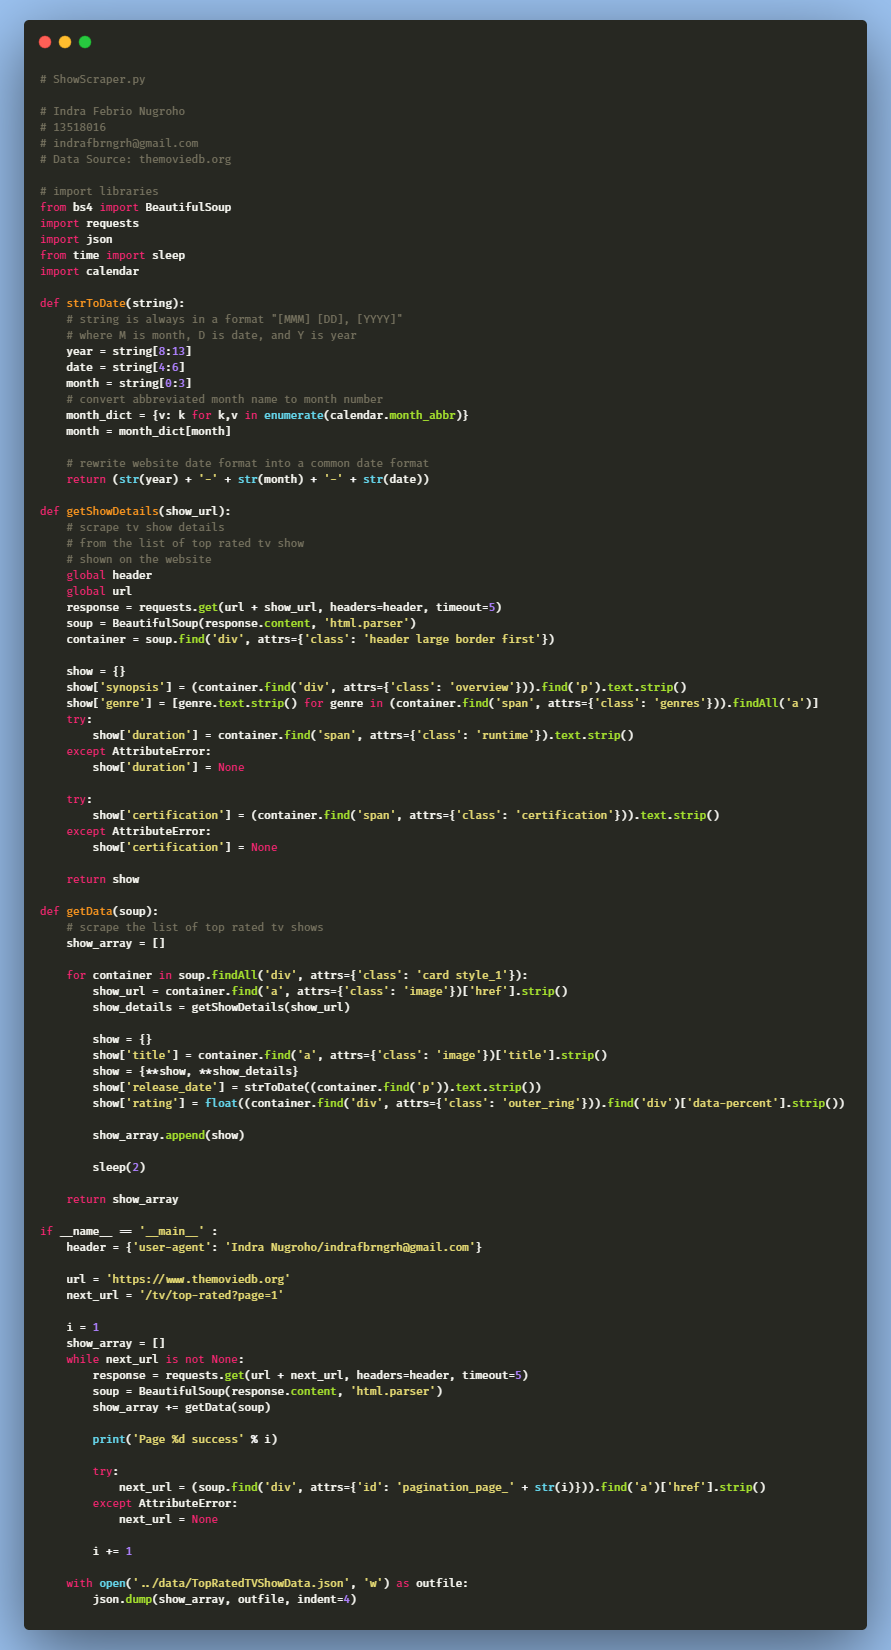 # ShowScraper.py
# Indra Febrio Nugroho
# 13518016
# indrafbrngrh@gmail.com
# Data Source: themoviedb.org
# import libraries
from bs4 import BeautifulSoup
import requests
import json
from time import sleep
import calendar
def strToDate(string):
    # string is always in a format "[MMM] [DD], [YYYY]"
    # where M is month, D is date, and Y is year
    year = string[8:13]
    date = string[4:6]
    month = string[0:3]
    # convert abbreviated month name to month number
    month_dict = {v: k for k,v in enumerate(calendar.month_abbr)}
    month = month_dict[month]
    # rewrite website date format into a common date format
    return (str(year) + '-' + str(month) + '-' + str(date))
def getShowDetails(show_url):
    # scrape tv show details
    # from the list of top rated tv show
    # shown on the website
    global header
    global url
    response = requests.get(url + show_url, headers=header, timeout=5)
    soup = BeautifulSoup(response.content, 'html.parser')
    container = soup.find('div', attrs={'class': 'header large border first'})
    show = {}
    show['synopsis'] = (container.find('div', attrs={'class': 'overview'})).find('p').text.strip()
    show['genre'] = [genre.text.strip() for genre in (container.find('span', attrs={'class': 'genres'})).findAll('a')]
    try:
        show['duration'] = container.find('span', attrs={'class': 'runtime'}).text.strip()
    except AttributeError:
        show['duration'] = None
    try:
        show['certification'] = (container.find('span', attrs={'class': 'certification'})).text.strip()
    except AttributeError:
        show['certification'] = None
    return show
def getData(soup):
    # scrape the list of top rated tv shows
    show_array = []
    for container in soup.findAll('div', attrs={'class': 'card style_1'}):
        show_url = container.find('a', attrs={'class': 'image'})['href'].strip()
        show_details = getShowDetails(show_url)
        show = {}
        show['title'] = container.find('a', attrs={'class': 'image'})['title'].strip()
        show = {**show, **show_details}
        show['release_date'] = strToDate((container.find('p')).text.strip())
        show['rating'] = float((container.find('div', attrs={'class': 'outer_ring'})).find('div')['data-percent'].strip())
        show_array.append(show)
        sleep(2)
    return show_array
if __name__ == '__main__' :
    header = {'user-agent': 'Indra Nugroho/indrafbrngrh@gmail.com'}
    url = 'https://www.themoviedb.org'
    next_url = '/tv/top-rated?page=1'
    i = 1
    show_array = []
    while next_url is not None:
        response = requests.get(url + next_url, headers=header, timeout=5)
        soup = BeautifulSoup(response.content, 'html.parser')
        show_array += getData(soup)
        print('Page %d success' % i)
        try:
            next_url = (soup.find('div', attrs={'id': 'pagination_page_' + str(i)})).find('a')['href'].strip()
        except AttributeError:
            next_url = None
        i += 1
    with open('../data/TopRatedTVShowData.json', 'w') as outfile:
        json.dump(show_array, outfile, indent=4)